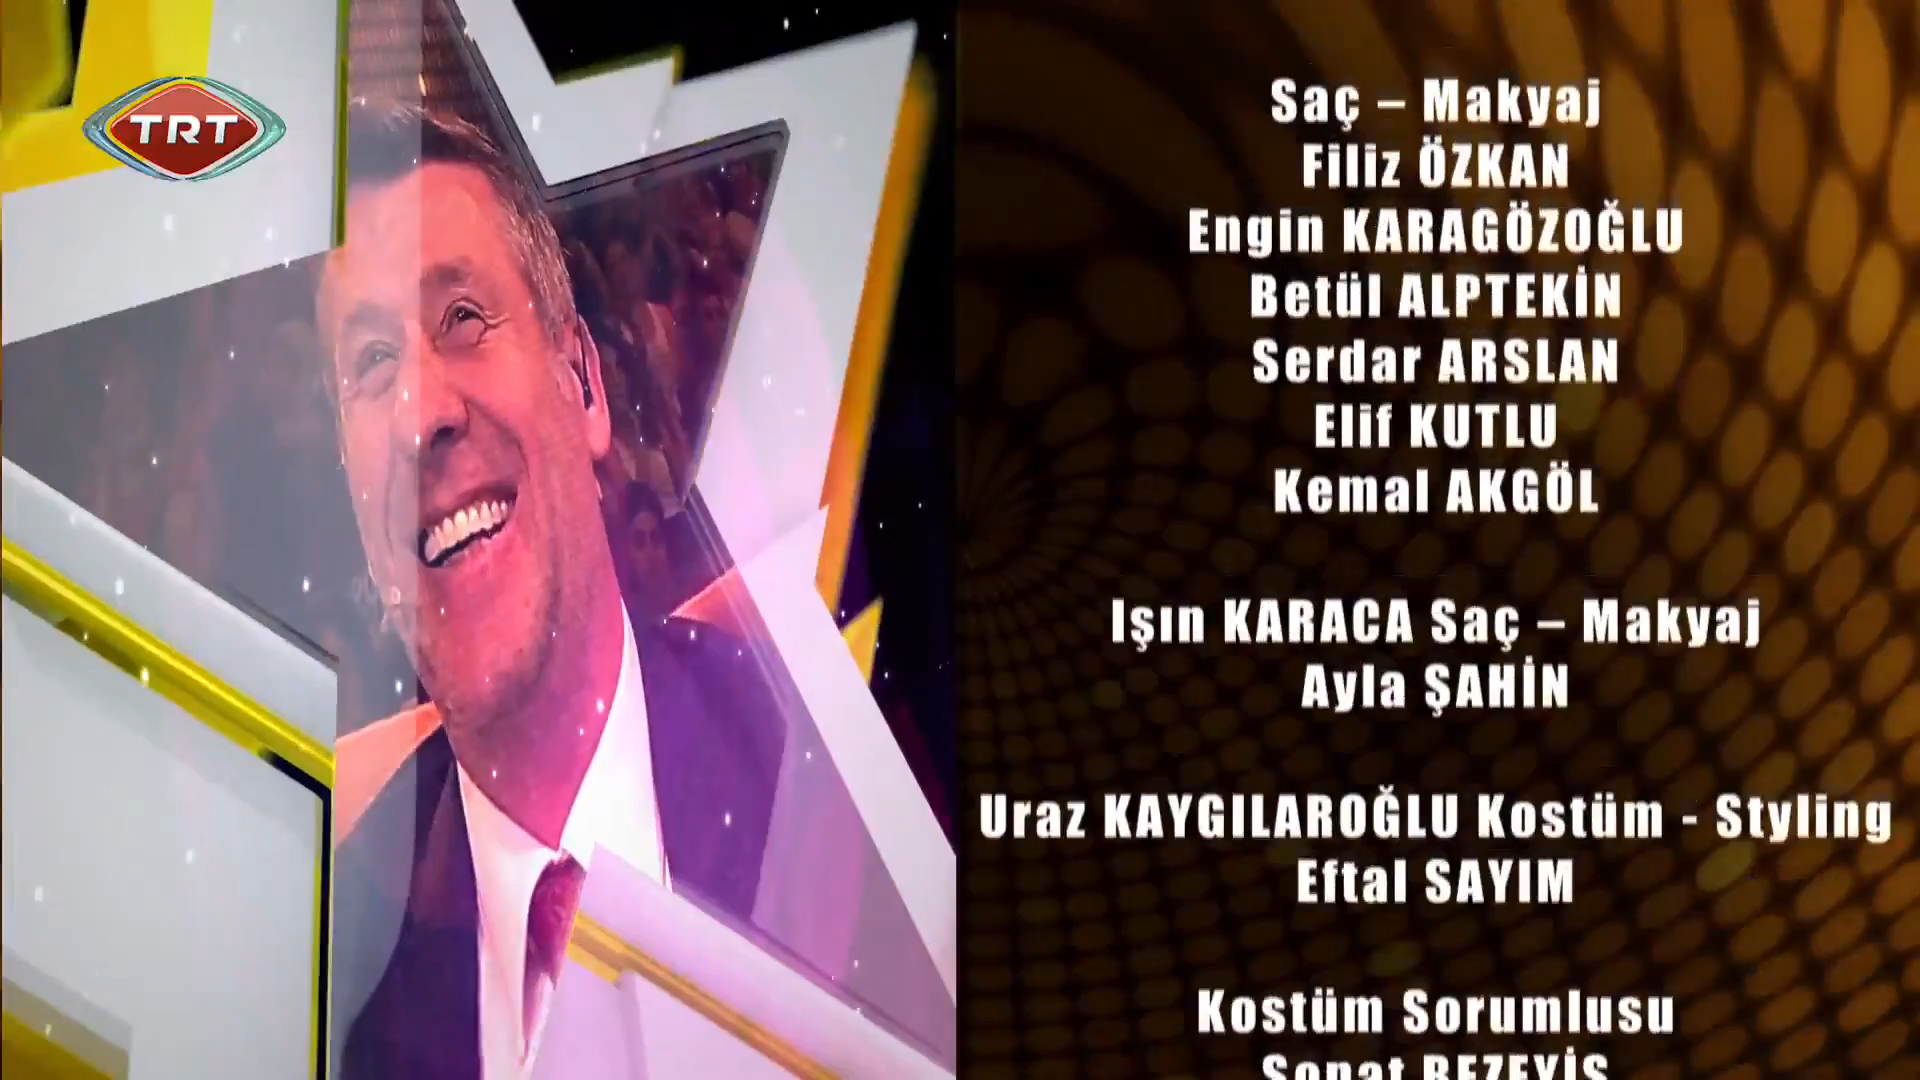 TRT
Saç – Makyaj
Filiz ÖZKAN
Engin KARAGÖZOĞLU
Betül ALPTEKİN
Serdar ARSLAN
Elif KUTLU
Kemal AKGÖL
Işın KARACA Saç – Makyaj
Ayla ŞAHİN
Uraz KAYGILAROĞLU Kostüm - Styling
Eftal SAYIM
Kostüm Sorumlusu